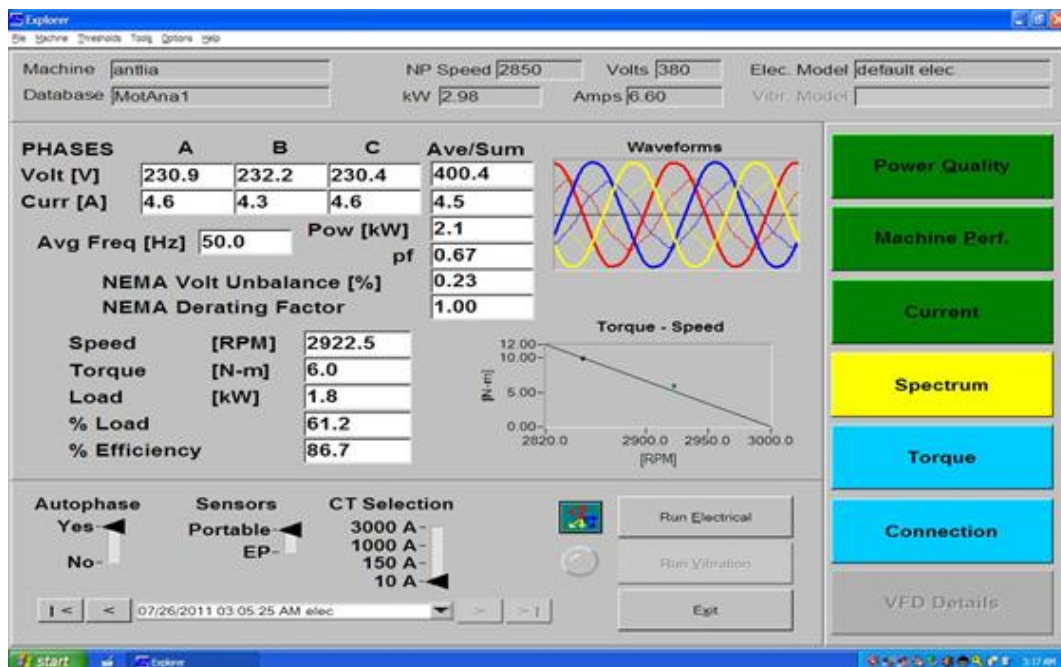 Explorer
File Machine Thresholds Tools Options Help
Machine antlia NP Speed 2850 Volts 380 Elec. Model default elec
Database MotAna1 kW 2.98 Amps 6.60 Vibr. Model
PHASES A B C Ave/Sum
Volt [V] 230.9 232.2 230.4 400.4
Curr [A] 4.6 4.3 4.6 4.5
Avg Freq [Hz] 50.0 Pow [kW] 2.1
pf 0.67
NEMA Volt Unbalance [%] 0.23
NEMA Derating Factor 1.00
Waveforms
Speed [RPM] 2922.5
Torque [N-m] 6.0
Load [kW] 1.8
% Load 61.2
% Efficiency 86.7
Torque - Speed
12.00
10.00
5.00
0.00
[N-m]
2820.0 2900.0 2950.0 3000.0
[RPM]
Power Quality
Machine Perf.
Current
Spectrum
Torque
Connection
VFD Details
Autophase
Yes
No
Sensors
Portable
EP
CT Selection
3000 A
1000 A
150 A
10 A
Run Electrical
Run Vibration
Exit
|< < 07/26/2011 03:05:25 AM elec > >|
start Explorer 3:17 AM